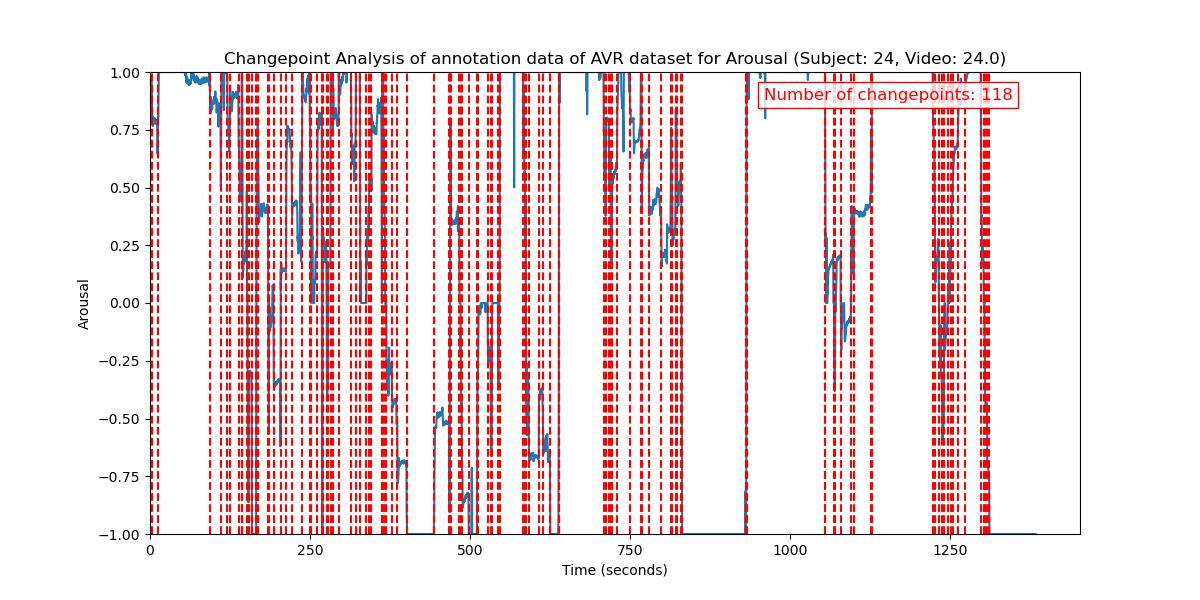 Changepoint Analysis of annotation data of AVR dataset for Arousal (Subject: 24, Video: 24.0)
Number of changepoints: 118
Arousal
1.00
0.75
0.50
0.25
0.00
−0.25
−0.50
−0.75
−1.00
0 250 500 750 1000 1250
Time (seconds)